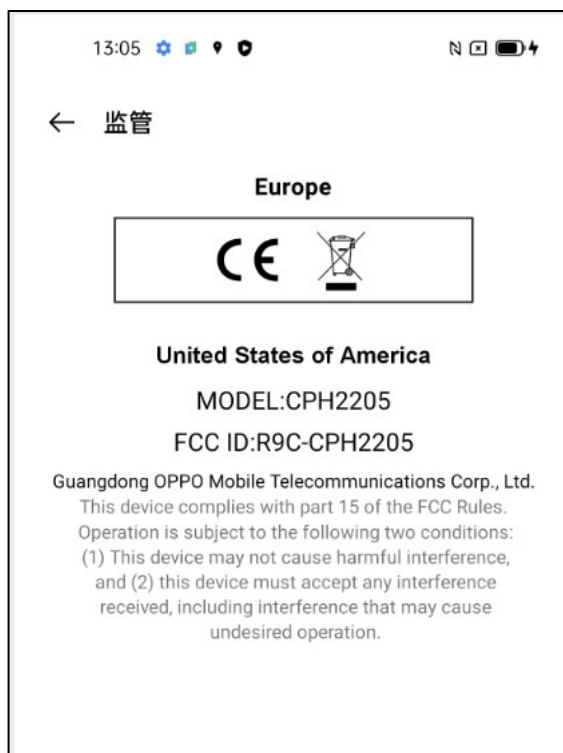 13:05
监管
Europe
CE
United States of America
MODEL:CPH2205
FCC ID:R9C-CPH2205
Guangdong OPPO Mobile Telecommunications Corp., Ltd.
This device complies with part 15 of the FCC Rules.
Operation is subject to the following two conditions:
(1) This device may not cause harmful interference,
and (2) this device must accept any interference
received, including interference that may cause
undesired operation.